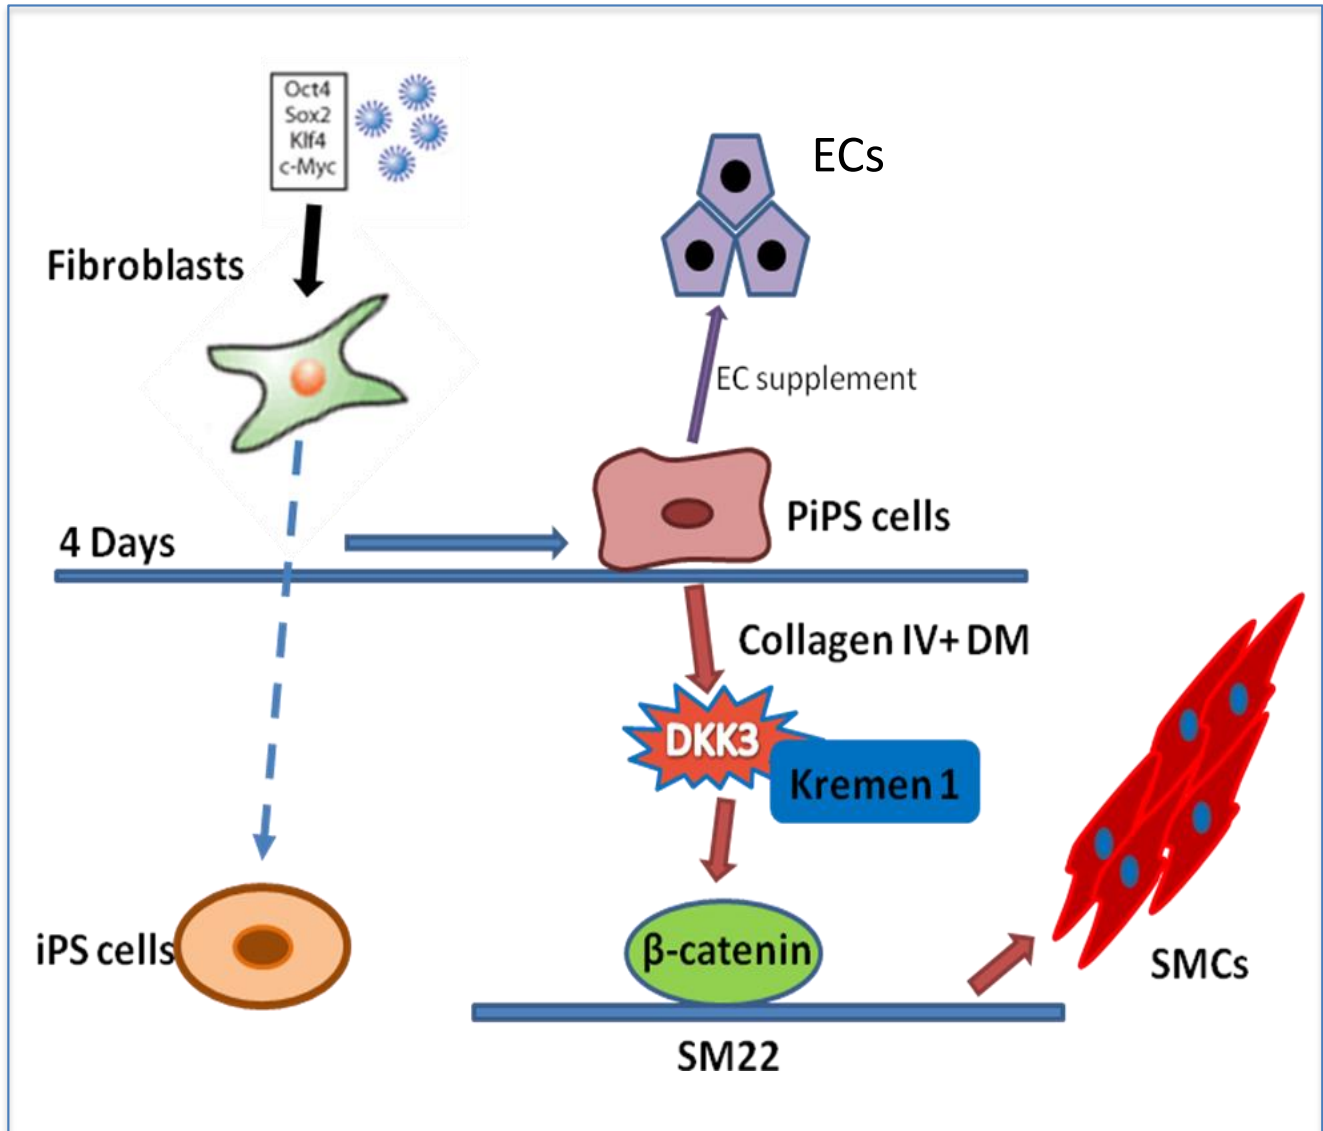 Oct4
Sox2
Klf4
c-Myc
ECs
Fibroblasts
EC supplement
PiPS cells
4 Days
Collagen IV+ DM
DKK3
Kremen 1
β-catenin
iPS cells
SMCs
SM22